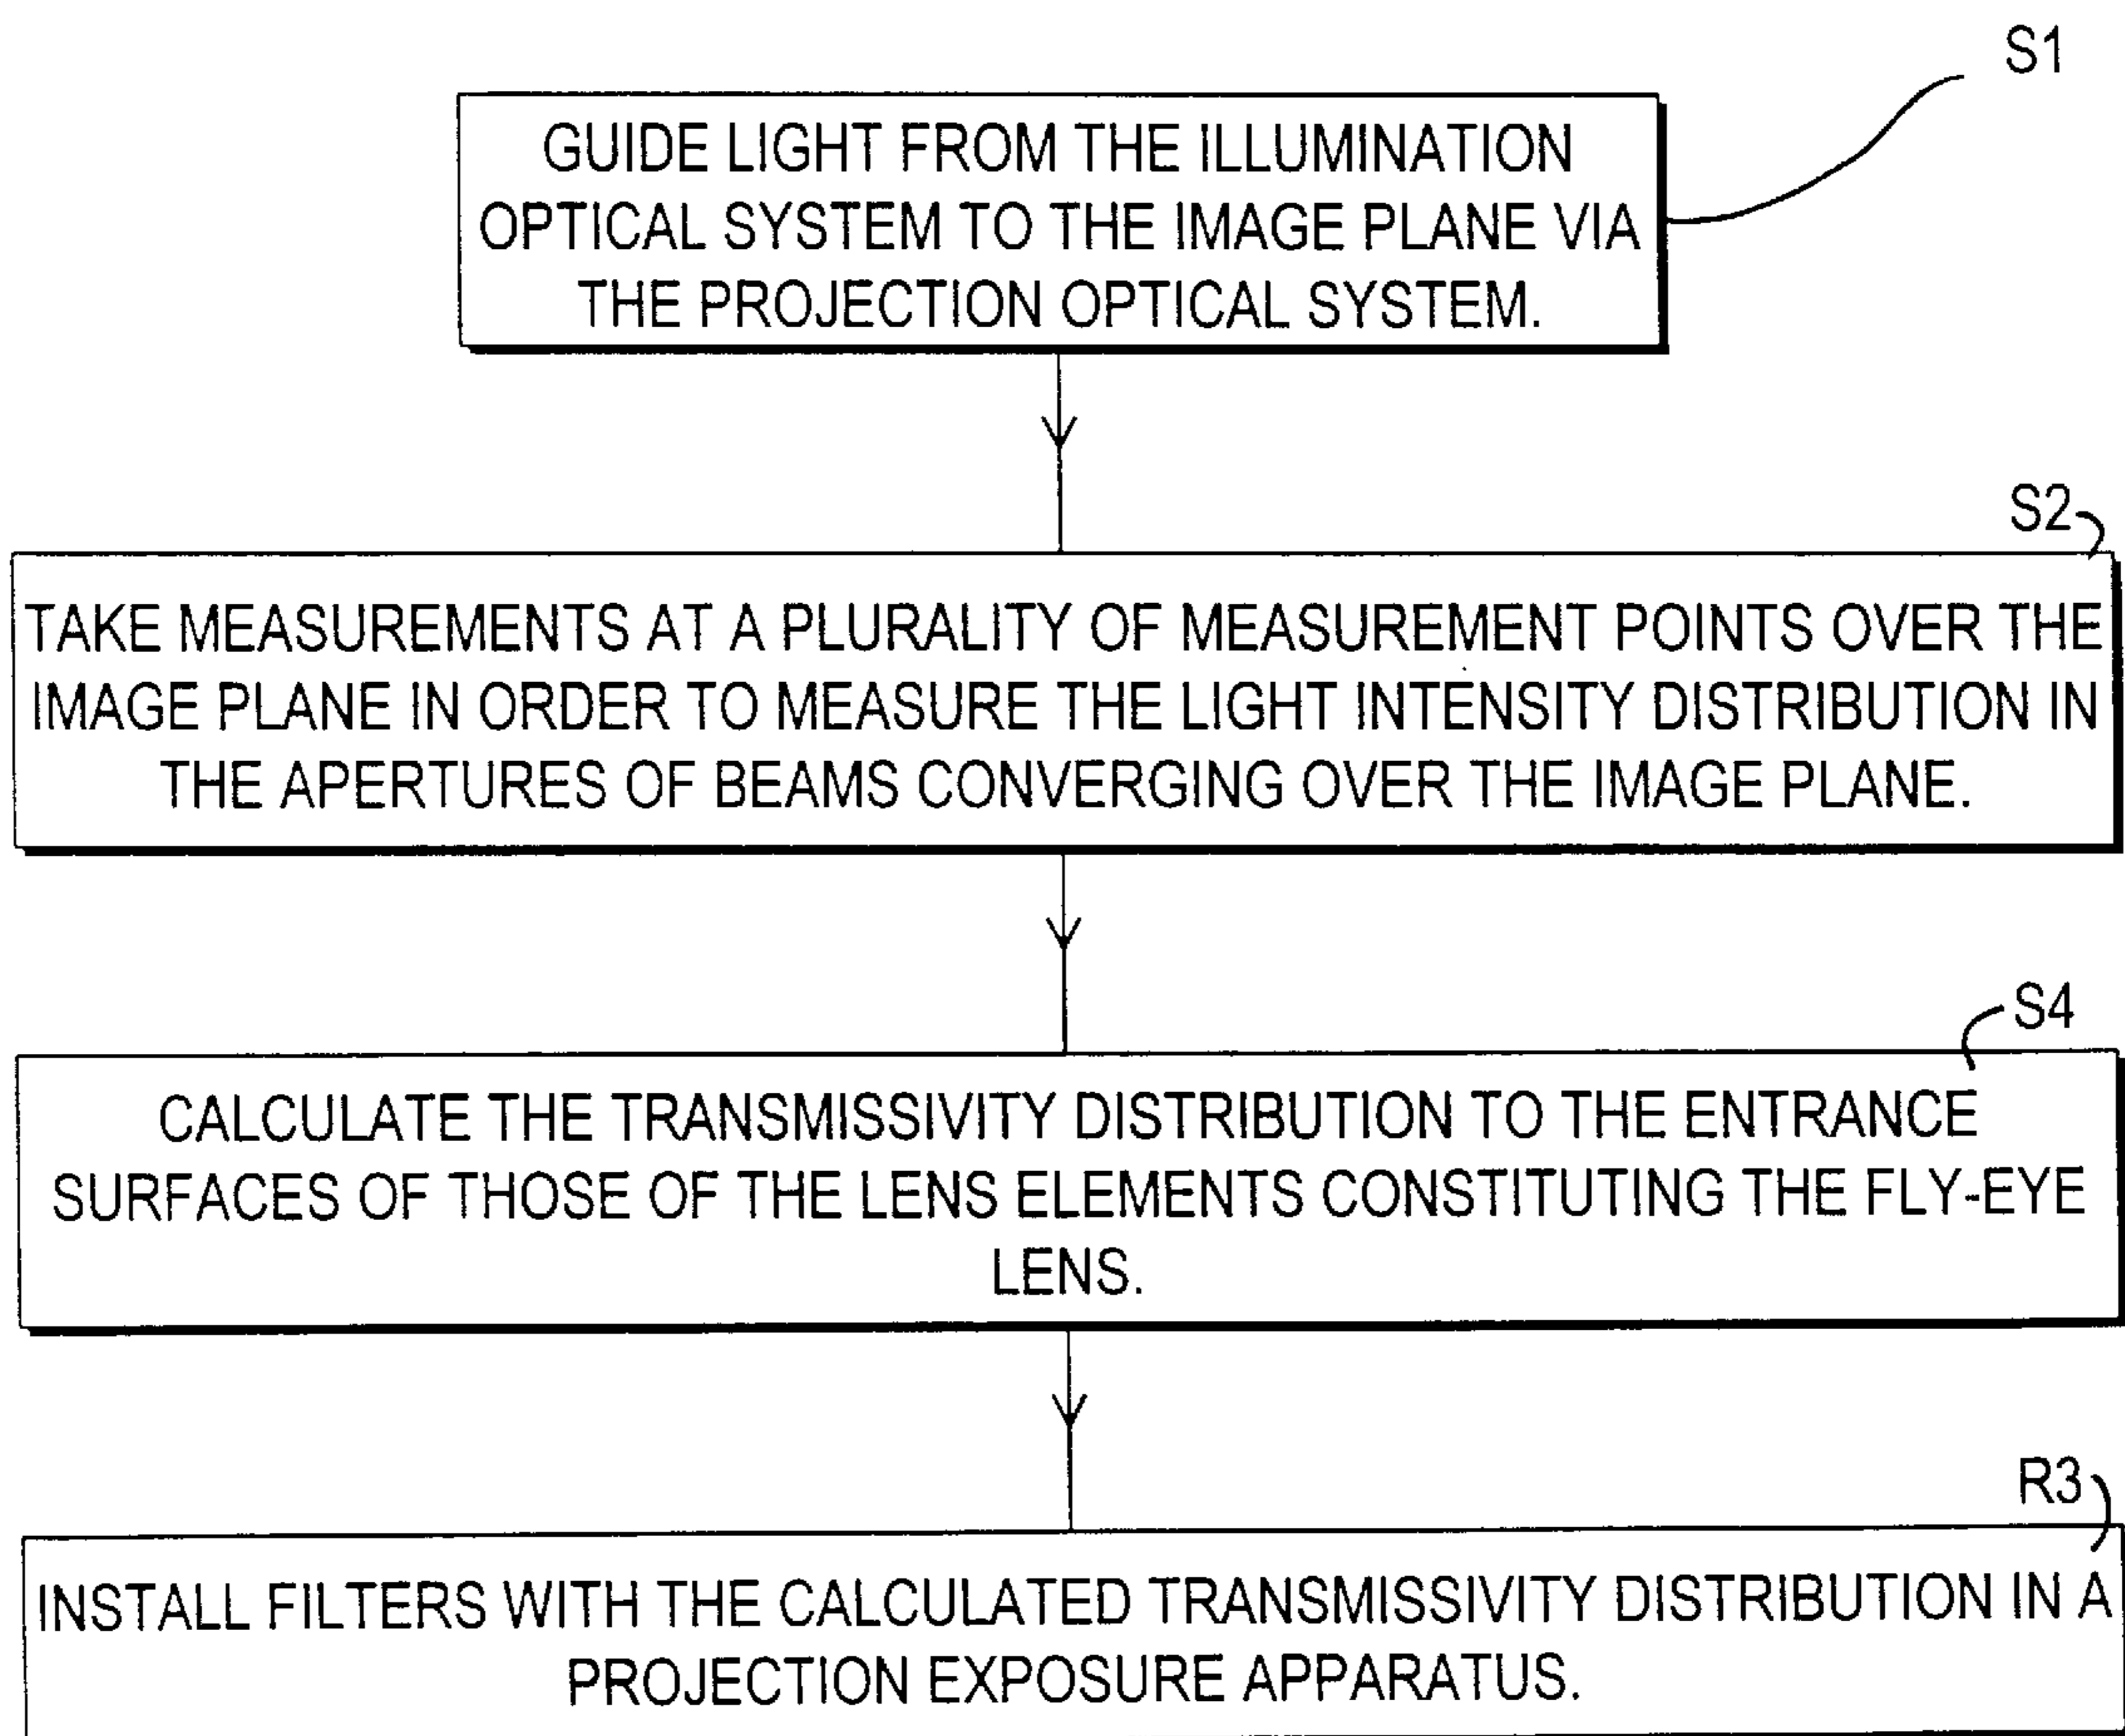 S1
GUIDE LIGHT FROM THE ILLUMINATION
OPTICAL SYSTEM TO THE IMAGE PLANE VIA
THE PROJECTION OPTICAL SYSTEM.
S2
TAKE MEASUREMENTS AT A PLURALITY OF MEASUREMENT POINTS OVER THE
IMAGE PLANE IN ORDER TO MEASURE THE LIGHT INTENSITY DISTRIBUTION IN
THE APERTURES OF BEAMS CONVERGING OVER THE IMAGE PLANE.
S4
CALCULATE THE TRANSMISSIVITY DISTRIBUTION TO THE ENTRANCE
SURFACES OF THOSE OF THE LENS ELEMENTS CONSTITUTING THE FLY-EYE
LENS.
R3
INSTALL FILTERS WITH THE CALCULATED TRANSMISSIVITY DISTRIBUTION IN A
PROJECTION EXPOSURE APPARATUS.